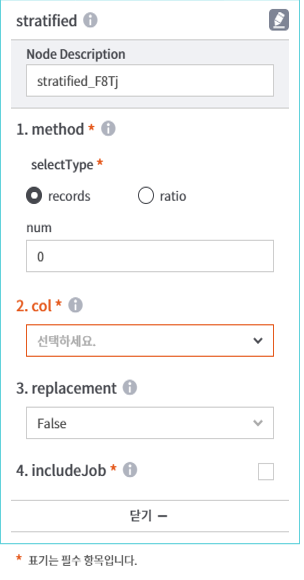 stratified
Node Description
stratified_F8Tj
1. method *
selectType *
records
ratio
num
0
2. col *
선택하세요.
3. replacement
False
4. includeJob *
닫기
* 표기는 필수 항목입니다.